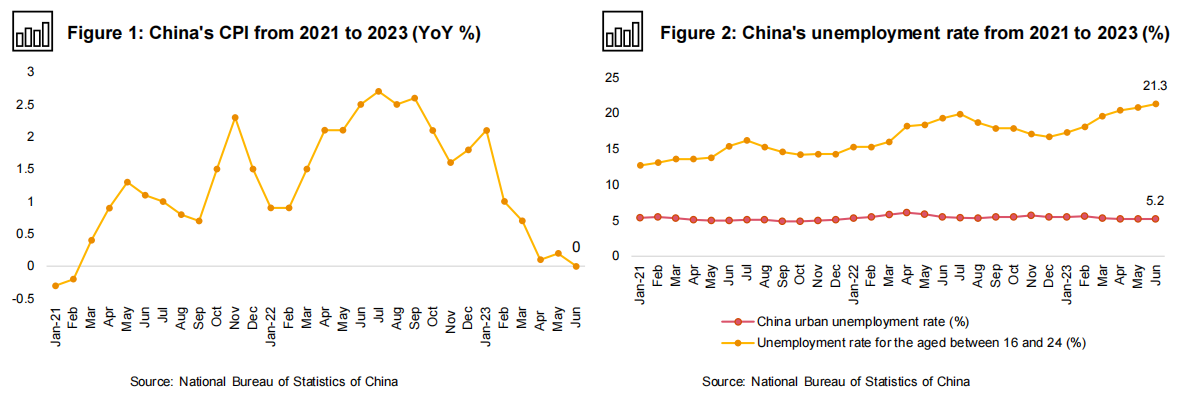 Figure 1: China's CPI from 2021 to 2023 (YoY %)
3
2.5
2
1.5
1
0.5
0
-0.5
0
Jan-21 Feb Mar Apr May Jun Jul Aug Sep Oct Nov Dec Jan-22 Feb Mar Apr May Jun Jul Aug Sep Oct Nov Dec Jan-23 Feb Mar Apr May Jun
Source: National Bureau of Statistics of China
Figure 2: China's unemployment rate from 2021 to 2023 (%)
25
20
15
10
5
0
21.3
5.2
Jan-21 Feb Mar Apr May Jun Jul Aug Sep Oct Nov Dec Jan-22 Feb Mar Apr May Jun Jul Aug Sep Oct Nov Dec Jan-23 Feb Mar Apr May Jun
China urban unemployment rate (%)
Unemployment rate for the aged between 16 and 24 (%)
Source: National Bureau of Statistics of China